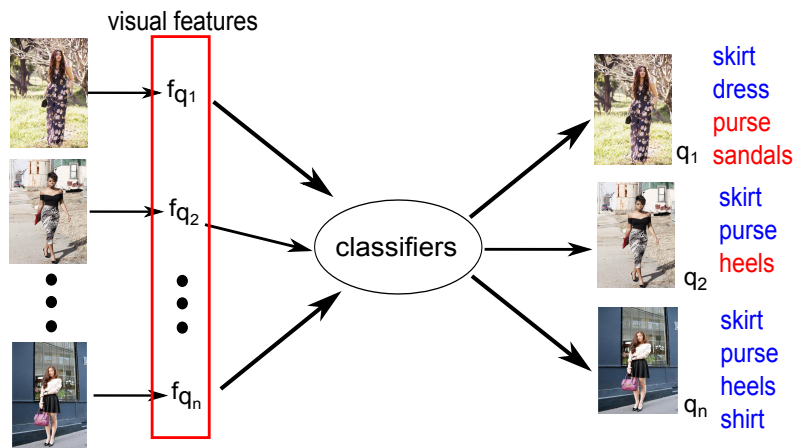 visual features
fq1
fq2
fqn
classifiers
q1
skirt
dress
purse
sandals
q2
skirt
purse
heels
qn
skirt
purse
heels
shirt